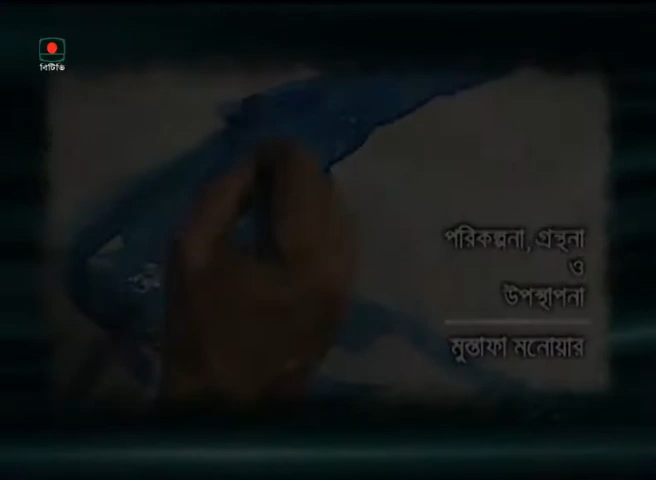 বিটিভি
পরিকল্পনা, গ্রন্থনা
ও
উপস্থাপনা
মুস্তাফা মনোয়ার